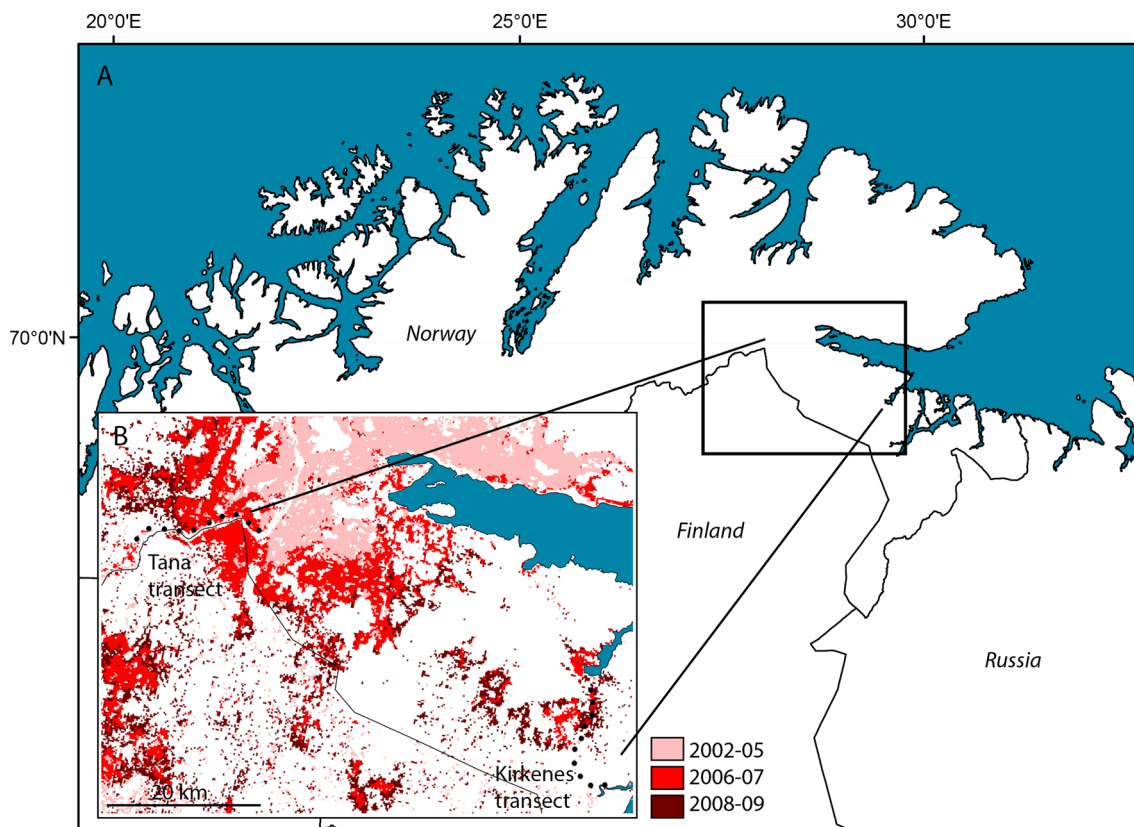 20°0'E
25°0'E
30°0'E
A
70°0'N
Norway
B
Finland
Tana
transect
Russia
2002-05
2006-07
2008-09
Kirkenes
transect
20 km